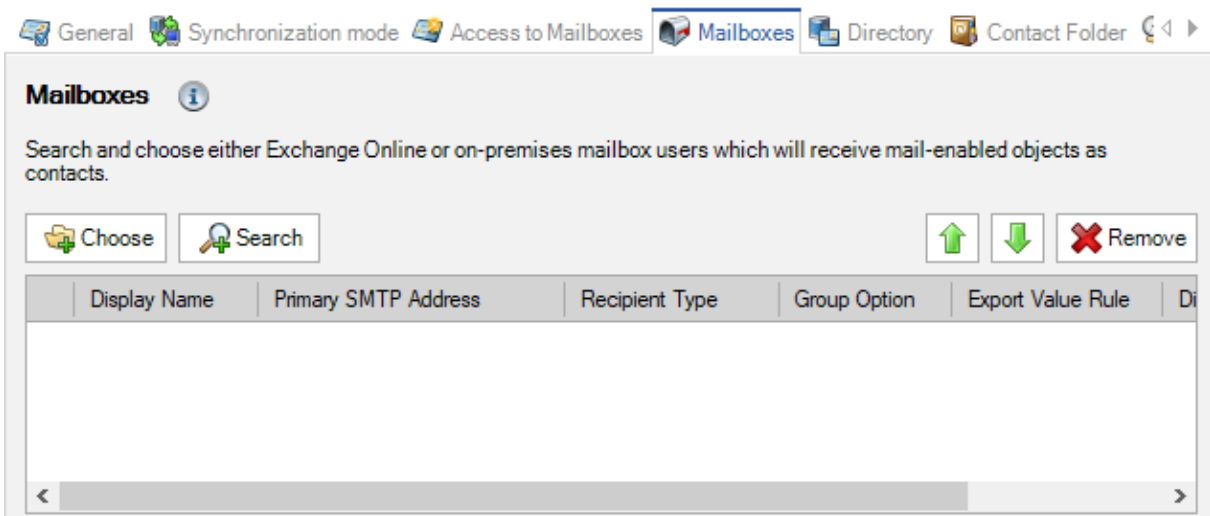 General Synchronization mode Access to Mailboxes Mailboxes Directory Contact Folder
Mailboxes
Search and choose either Exchange Online or on-premises mailbox users which will receive mail-enabled objects as
contacts.
Choose Search Remove
Display Name Primary SMTP Address Recipient Type Group Option Export Value Rule Di